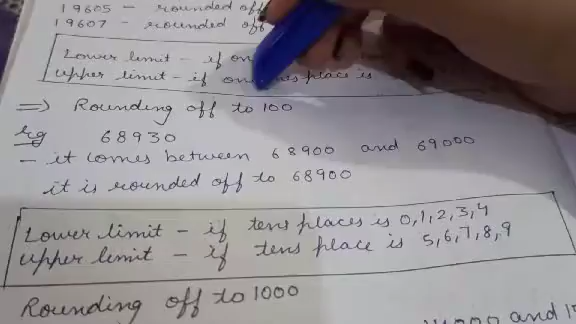 19605 - rounded off
19607 - rounded off
Lower limit - if on
Upper limit - if ones place is
=> Rounding off to 100
eg 68930
- it comes between 68900 and 69000
it is rounded off to 68900
Lower limit - if tens places is 0,1,2,3,4
Upper limit - if tens place is 5,6,7,8,9
Rounding off to 1000
and